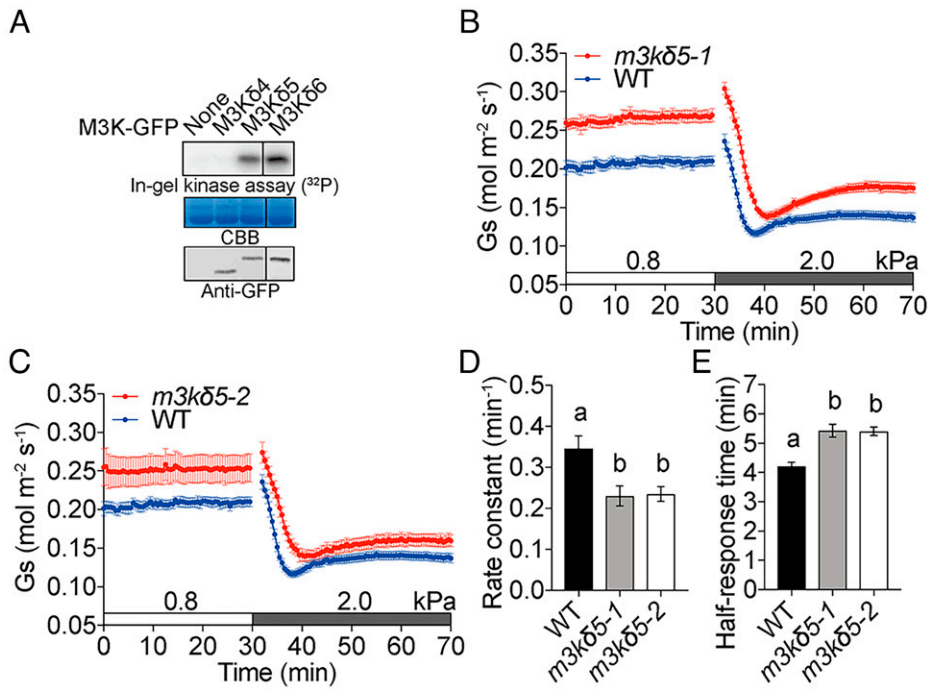 A
M3K-GFP None M3Kδ4 M3Kδ5 M3Kδ6
In-gel kinase assay (³²P)
CBB
Anti-GFP
B
m3kδ5-1
WT
Gs (mol m⁻² s⁻¹)
0.30
0.25
0.20
0.15
0.10
0.05
0.8 2.0 kPa
0 10 20 30 40 50 60 70
Time (min)
C
m3kδ5-2
WT
Gs (mol m⁻² s⁻¹)
0.35
0.30
0.25
0.20
0.15
0.10
0.05
0.8 2.0 kPa
0 10 20 30 40 50 60 70
Time (min)
D
Rate constant (min⁻¹)
0.5
0.4
0.3
0.2
0.1
0.0
a b b
WT m3kδ5-1 m3kδ5-2
E
Half-response time (min)
7
6
5
4
3
2
1
0
a b b
WT m3kδ5-1 m3kδ5-2